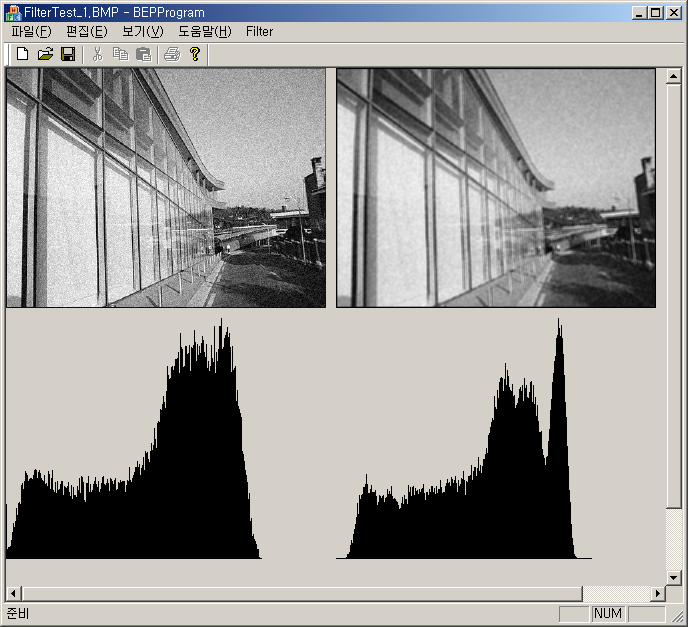 FilterTest_1.BMP - BEPProgram
파일(F) 편집(E) 보기(V) 도움말(H) Filter
준비 NUM